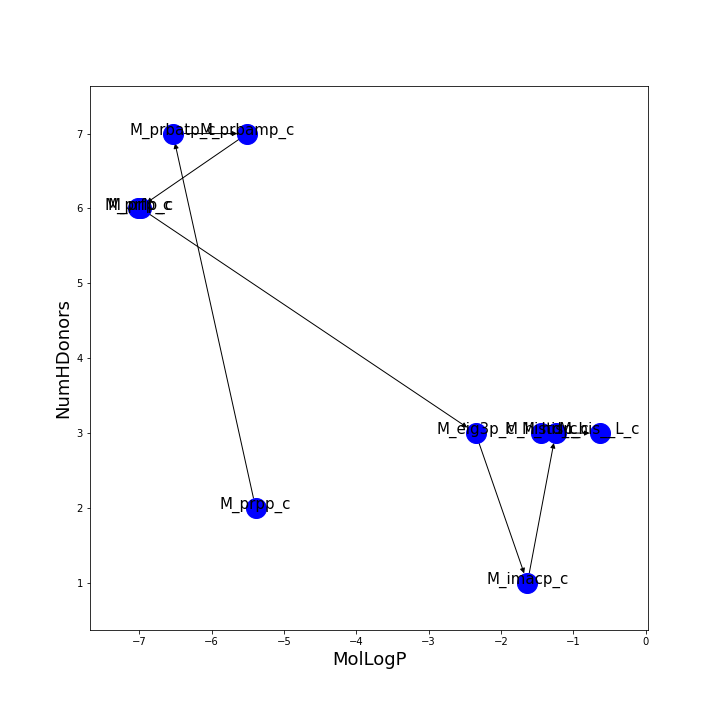 7
6
5
4
3
2
1
NumHDonors
M_prbatp_c
M_prbamp_c
M_eig3p_c
M_his__L_c
M_prpp_c
M_imacp_c
−7
−6
−5
−4
−3
−2
−1
0
MolLogP